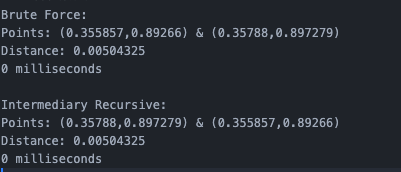 Brute Force:
Points: (0.355857,0.89266) & (0.35788,0.897279)
Distance: 0.00504325
0 milliseconds
Intermediary Recursive:
Points: (0.35788,0.897279) & (0.355857,0.89266)
Distance: 0.00504325
0 milliseconds